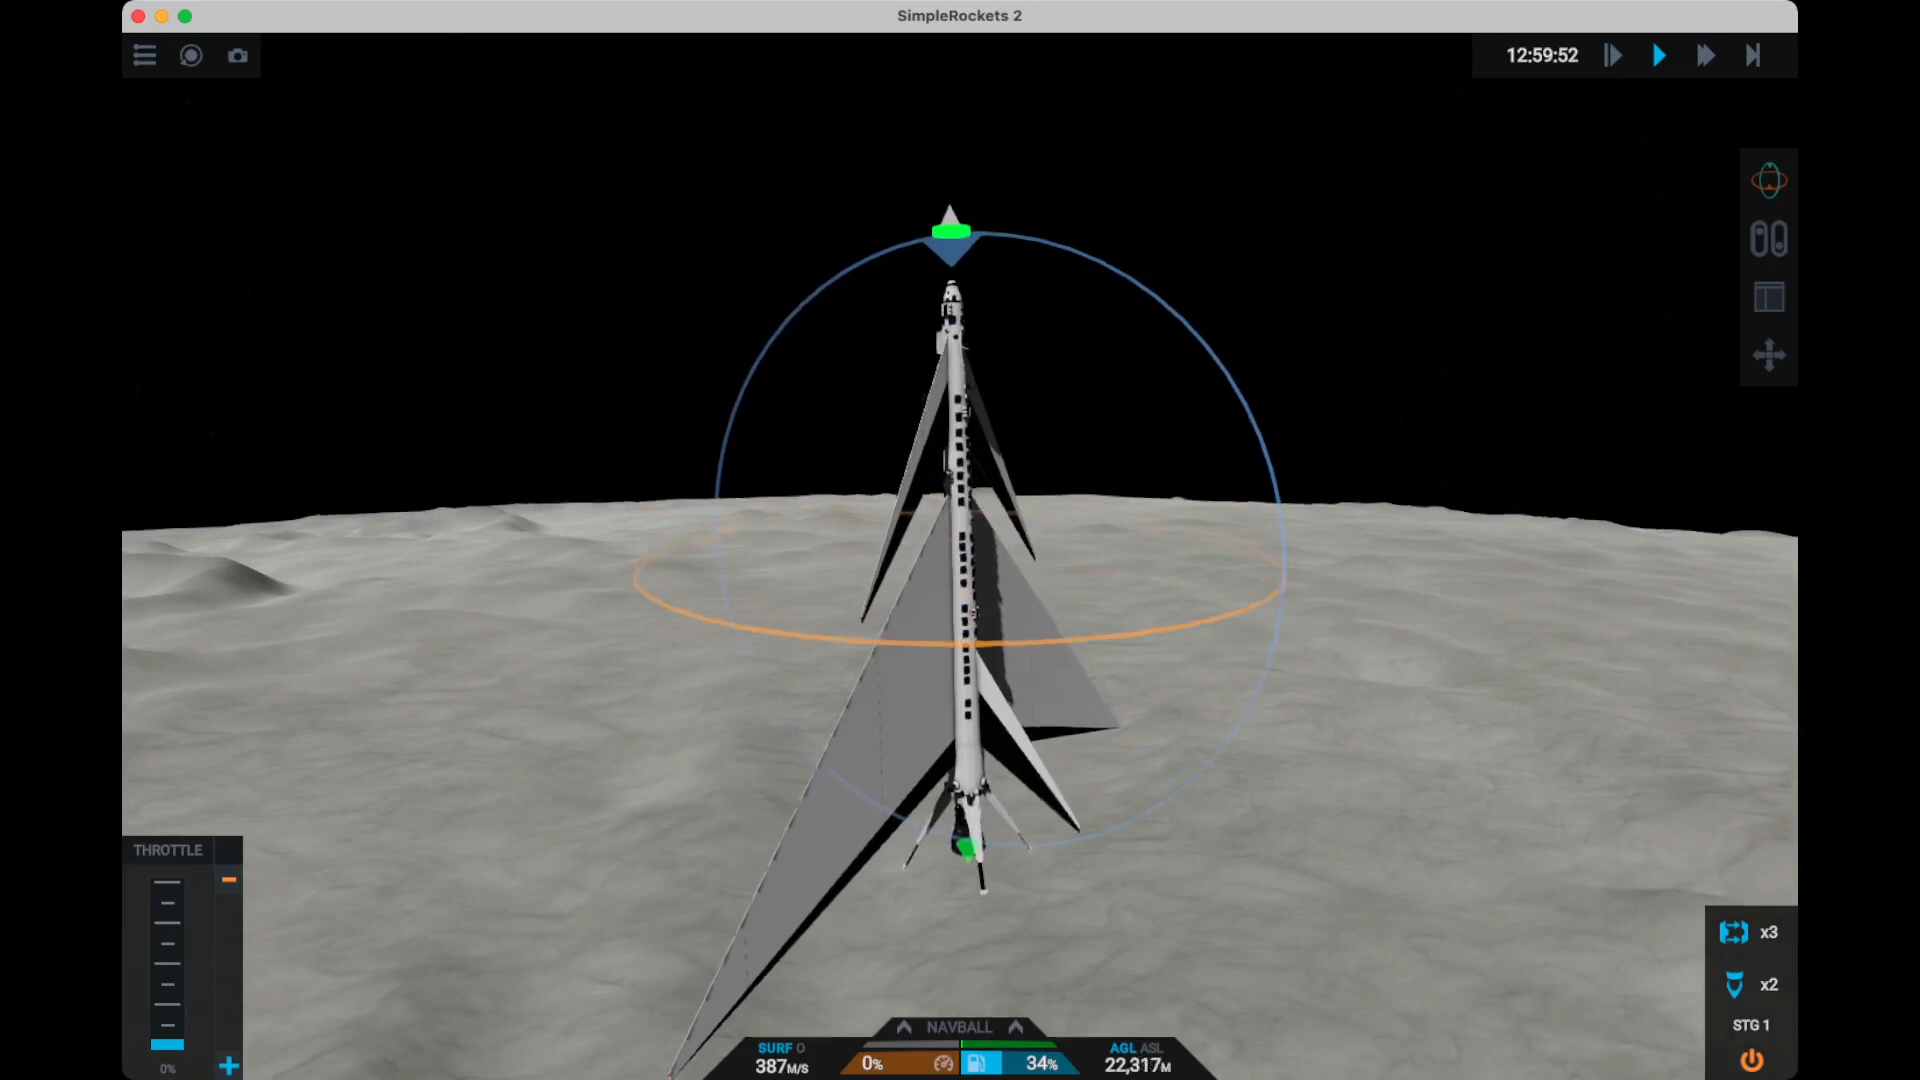 SimpleRockets 2
12:59:52
THROTTLE
0%
NAVBALL
SURF O
387M/S
0%
34%
AGL ASL
22,317M
x3
x2
STG 1